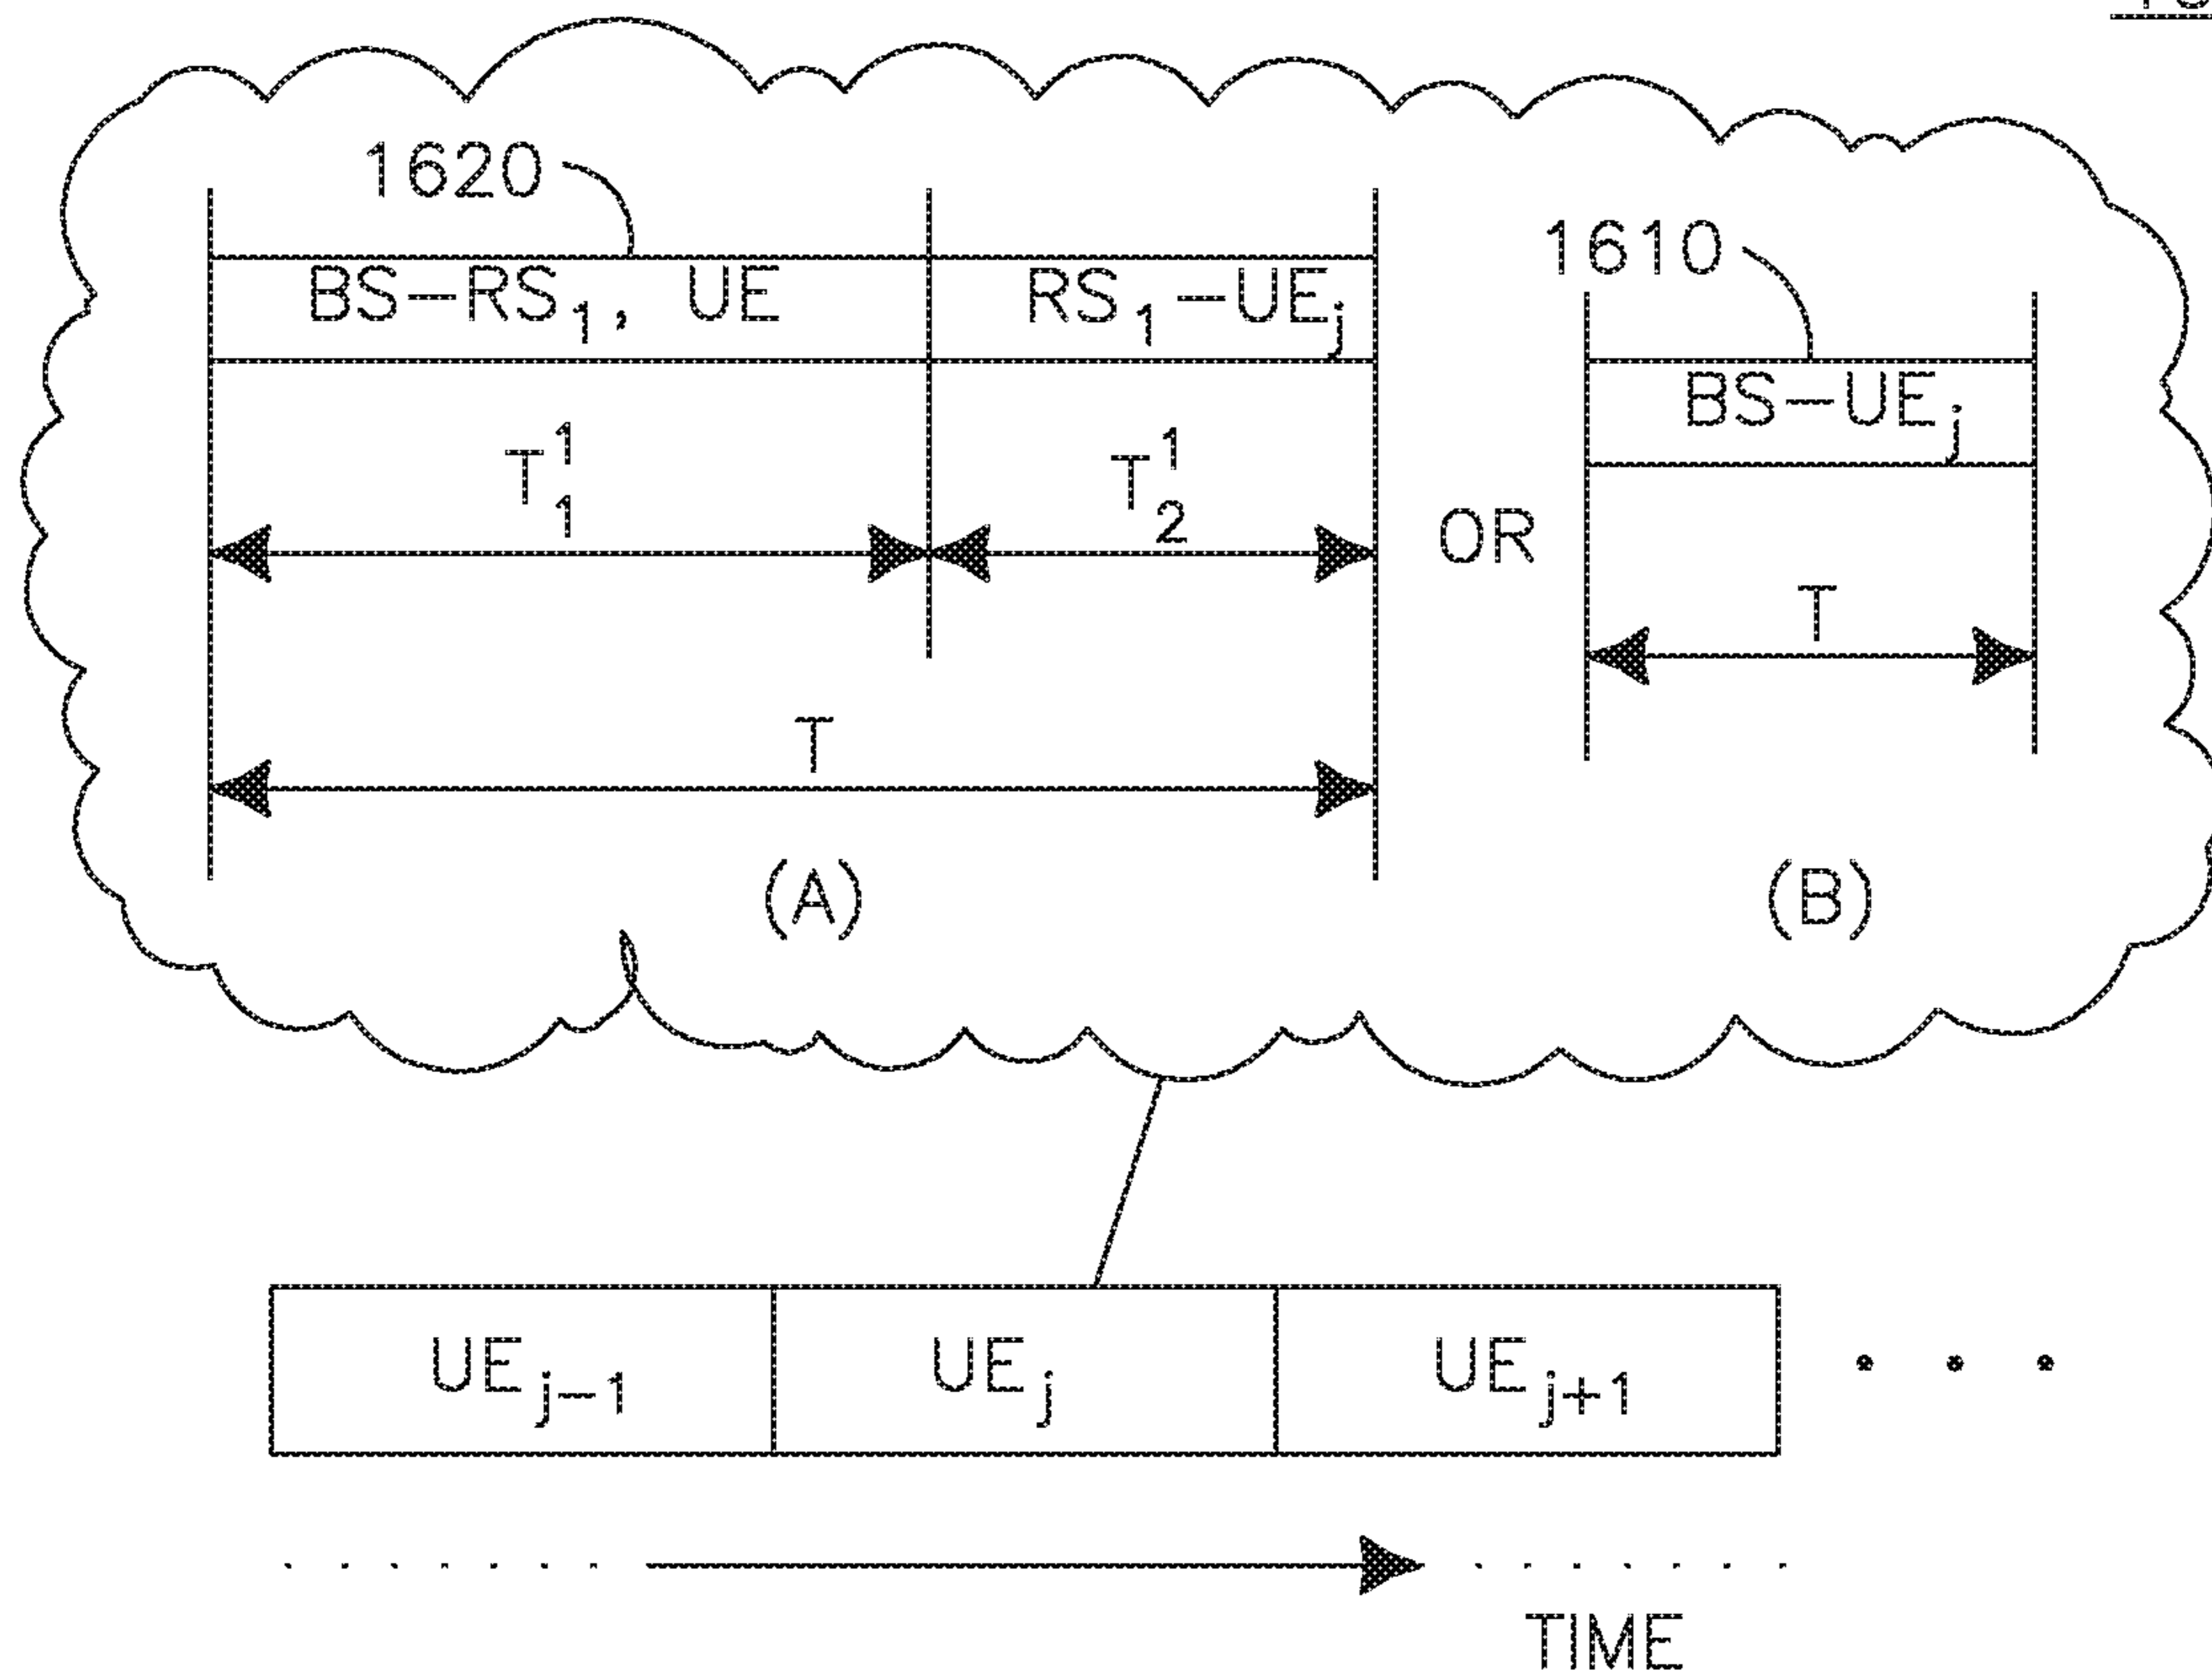 1620
1610
BS-RS₁, UE RS₁-UEⱼ
BS-UEⱼ
T₁¹ T₂¹
OR
T
T
(A) (B)
UEⱼ₋₁ UEⱼ UEⱼ₊₁ • • •
TIME